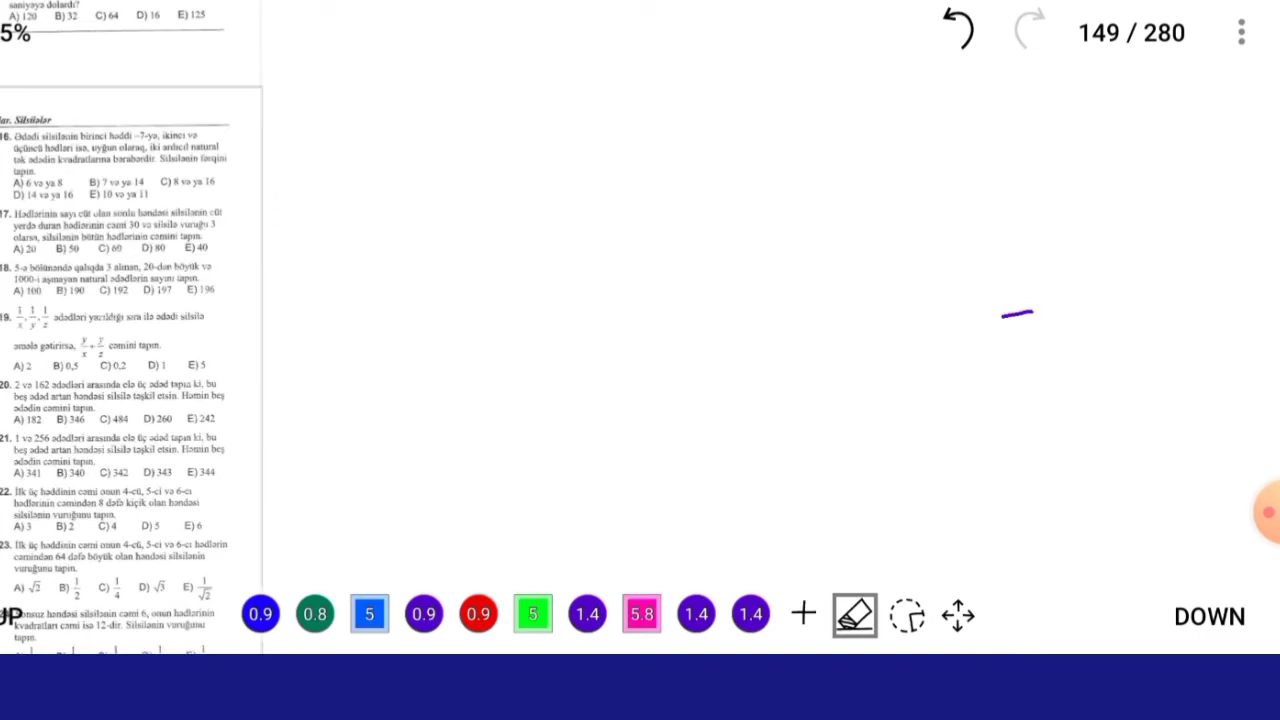 saniyəyə dolardı?
A) 120 B) 32 C) 64 D) 16 E) 125
5%
149 / 280
lar. Silsilələr
16. Ədədi silsilənin birinci həddi –7-yə, ikinci və
üçüncü hədləri isə, uyğun olaraq, iki ardıcıl natural
tək ədədin kvadratlarına bərabərdir. Silsilənin fərqini
tapın.
A) 6 və ya 8 B) 7 və ya 14 C) 8 və ya 16
D) 14 və ya 16 E) 10 və ya 11
17. Hədlərinin sayı cüt olan sonlu həndəsi silsilənin cüt
yerdə duran hədlərinin cəmi 30 və silsilə vuruğu 3
olarsa, silsilənin bütün hədlərinin cəmini tapın.
A) 20 B) 50 C) 60 D) 80 E) 40
18. 5-ə bölünəndə qalıqda 3 alınan, 20-dən böyük və
1000-i aşmayan natural ədədlərin sayını tapın.
A) 100 B) 190 C) 192 D) 197 E) 196
19. 1/x, 1/y, 1/z ədədləri yazıldığı sıra ilə ədədi silsilə
əmələ gətirirsə, y/x + y/z cəmini tapın.
A) 2 B) 0,5 C) 0,2 D) 1 E) 5
20. 2 və 162 ədədləri arasında elə üç ədəd tapın ki, bu
beş ədəd artan həndəsi silsilə təşkil etsin. Həmin beş
ədədin cəmini tapın.
A) 182 B) 346 C) 484 D) 260 E) 242
21. 1 və 256 ədədləri arasında elə üç ədəd tapın ki, bu
beş ədəd artan həndəsi silsilə təşkil etsin. Həmin beş
ədədin cəmini tapın.
A) 341 B) 340 C) 342 D) 343 E) 344
22. İlk üç həddinin cəmi onun 4-cü, 5-ci və 6-cı
hədlərinin cəmindən 8 dəfə kiçik olan həndəsi
silsilənin vuruğunu tapın.
A) 3 B) 2 C) 4 D) 5 E) 6
23. İlk üç həddinin cəmi onun 4-cü, 5-ci və 6-cı hədlərin
cəmindən 64 dəfə böyük olan həndəsi silsilənin
vuruğunu tapın.
A) √2 B) 1/2 C) 1/4 D) √3 E) 1/√2
Sonsuz həndəsi silsilənin cəmi 6, onun hədlərinin
kvadratları cəmi isə 12-dir. Silsilənin vuruğunu
tapın.
UP
0.9 0.8 5 0.9 0.9 5 1.4 5.8 1.4 1.4
DOWN